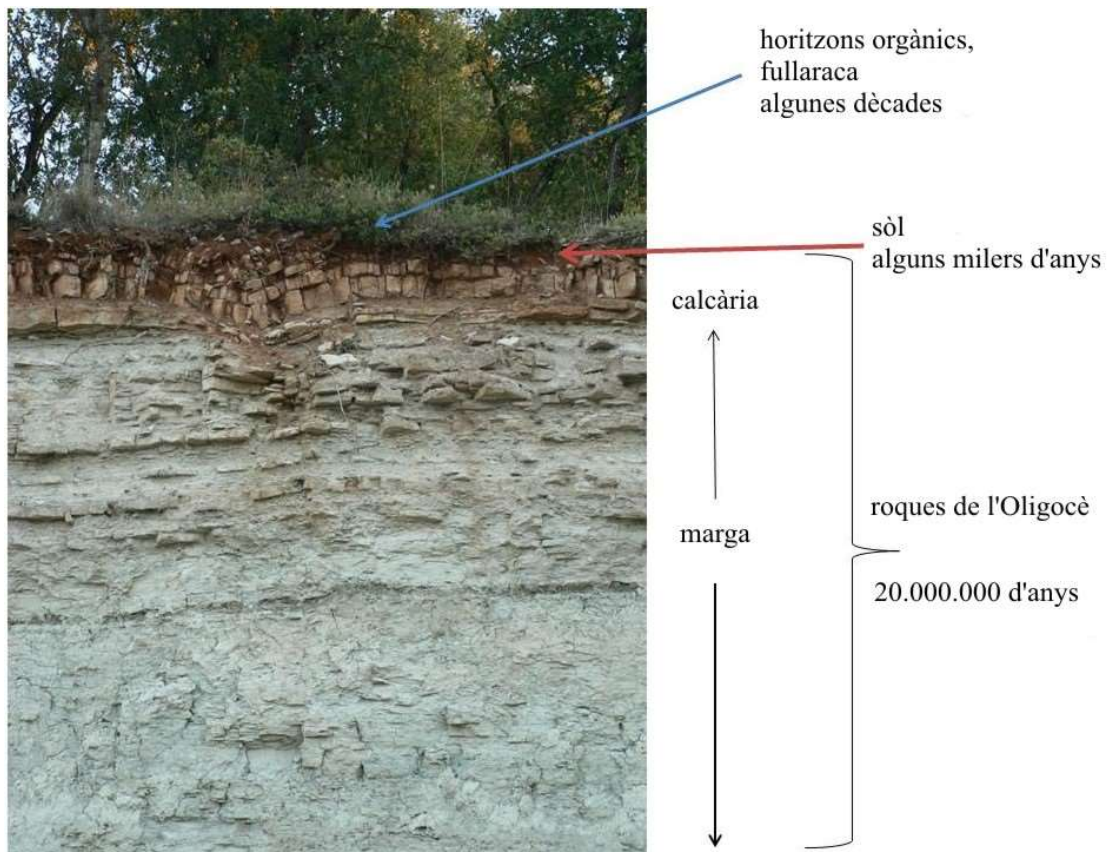 horitzons orgànics,
fullaraca
algunes dècades
sòl
alguns milers d'anys
calcària
marga
roques de l'Oligocè
20.000.000 d'anys